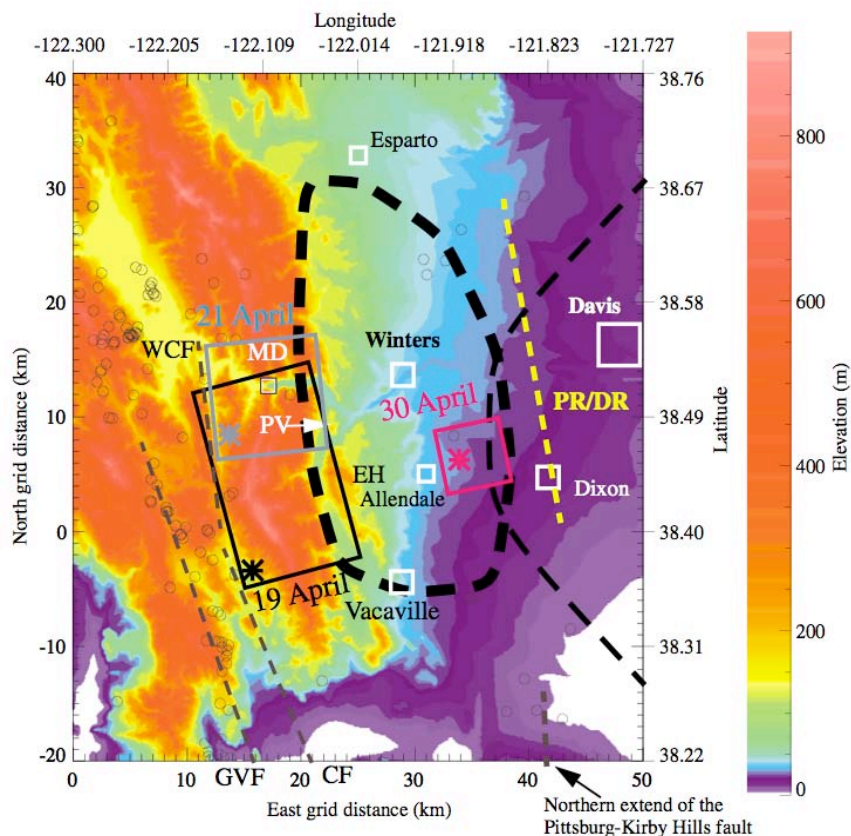 Longitude
-122.300 -122.205 -122.109 -122.014 -121.918 -121.823 -121.727
40 38.76
Esparto
800
30 38.67
21 April
20 38.58
Davis
WCF MD Winters
600
30 April
PR/DR
10 38.49
PV
EH
Allendale Dixon
North grid distance (km)
Latitude
Elevation (m)
400
0 38.40
19 April
Vacaville
-10 38.31
200
-20 38.22
0
0 10 20 30 40 50
GVF CF
East grid distance (km)
Northern extend of the
Pittsburg-Kirby Hills fault